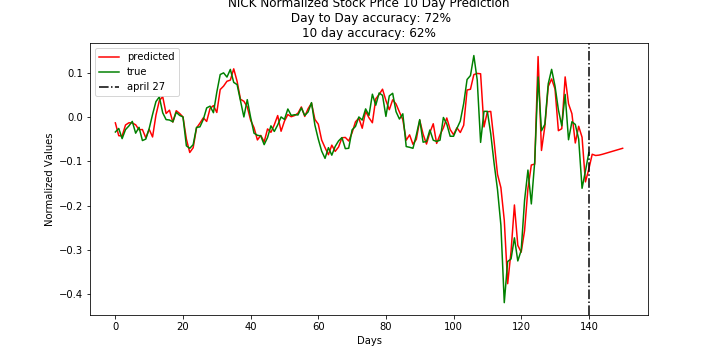 NICK Normalized Stock Price 10 Day Prediction
Day to Day accuracy: 72%
10 day accuracy: 62%
predicted
true
april 27
Normalized Values
0.1
0.0
−0.1
−0.2
−0.3
−0.4
0 20 40 60 80 100 120 140
Days